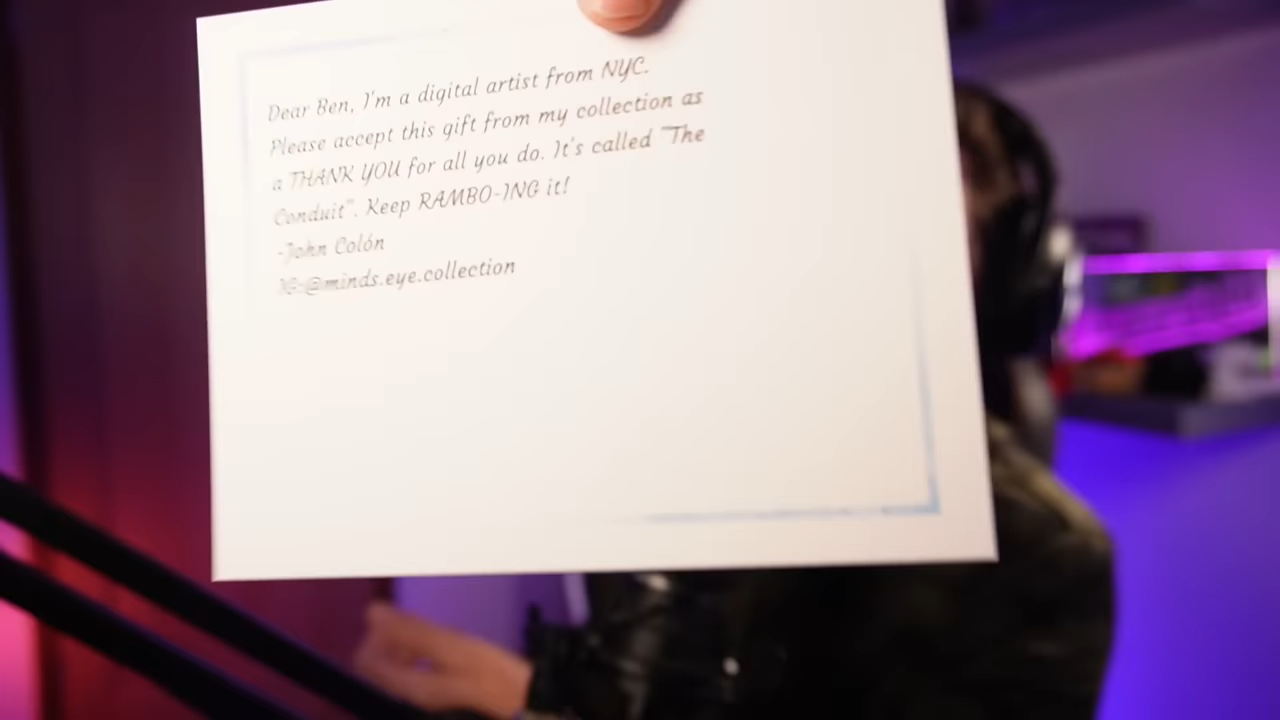 Dear Ben, I'm a digital artist from NYC.
Please accept this gift from my collection as
a THANK YOU for all you do. It's called "The
Conduit". Keep RAMBO-ING it!
-John Colón
IG:@minds.eye.collection